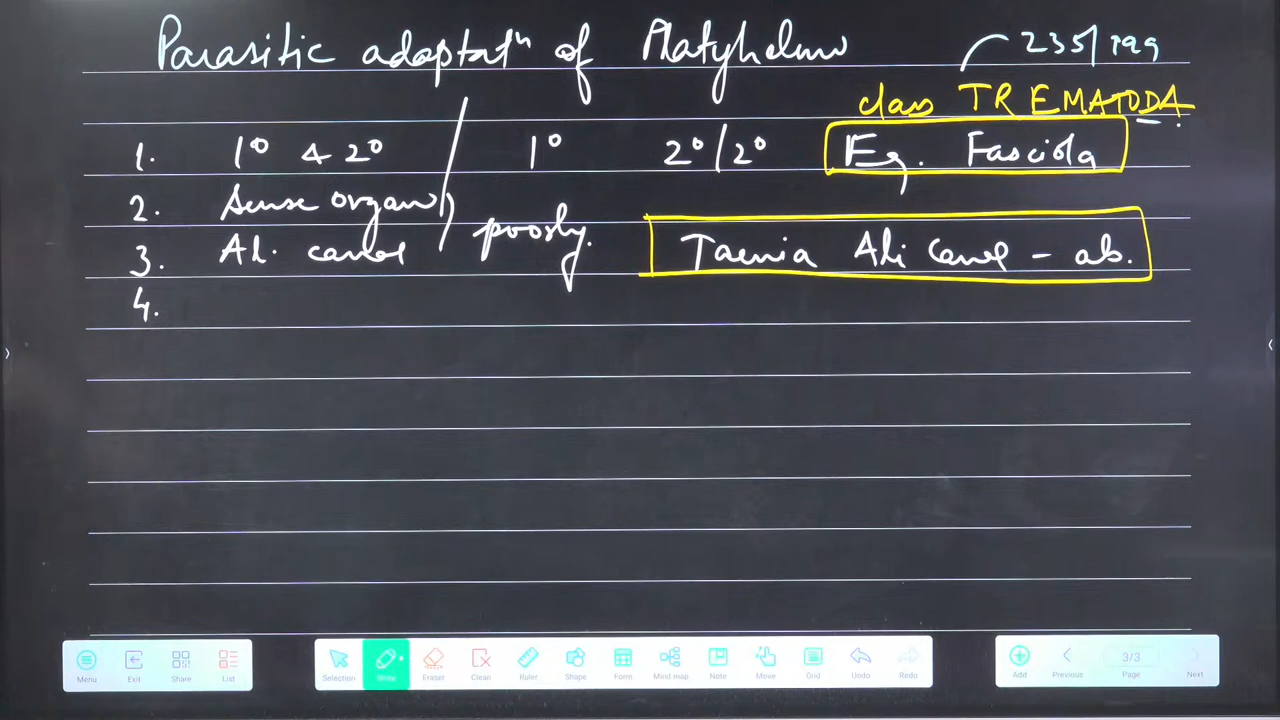 Parasitic adaptatⁿ of Platyhelm
235/199
class TREMATODA
1. 1° & 2° / 1° 2°/2° Eg. Fasciola
2. Sense organ
poorly.
3. Al. canal Taenia Ali Canal - ab.
4.
Menu Exit Share List Selection Write Eraser Clean Ruler Shape Form Mind map Note Move Grid Undo Redo Add Previous 3/3 Page Next